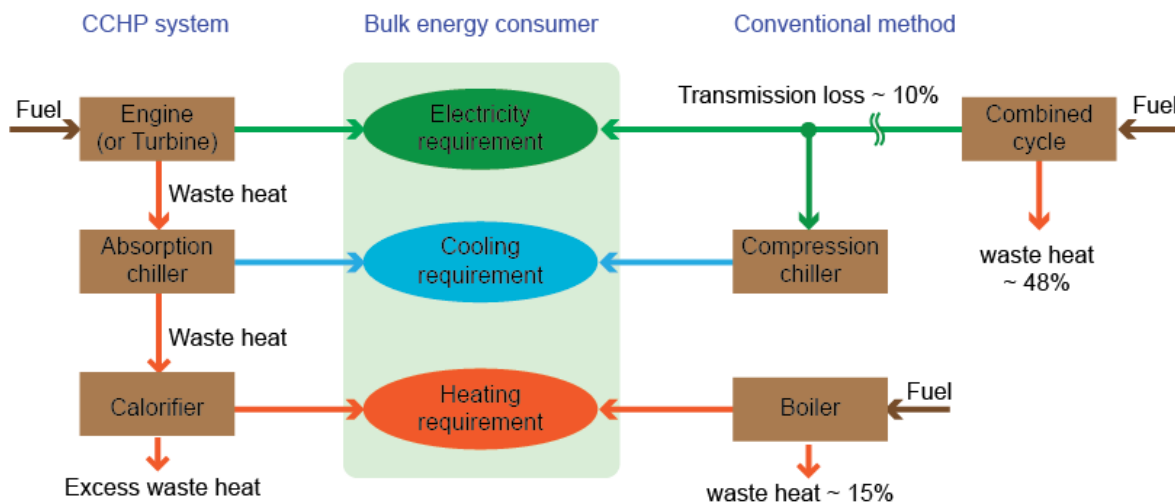 CCHP system
Bulk energy consumer
Conventional method
Fuel
Engine
(or Turbine)
Electricity
requirement
Transmission loss ~ 10%
Combined
cycle
Fuel
Waste heat
Absorption
chiller
Cooling
requirement
Compression
chiller
waste heat
~ 48%
Waste heat
Calorifier
Heating
requirement
Boiler
Fuel
Excess waste heat
waste heat ~ 15%